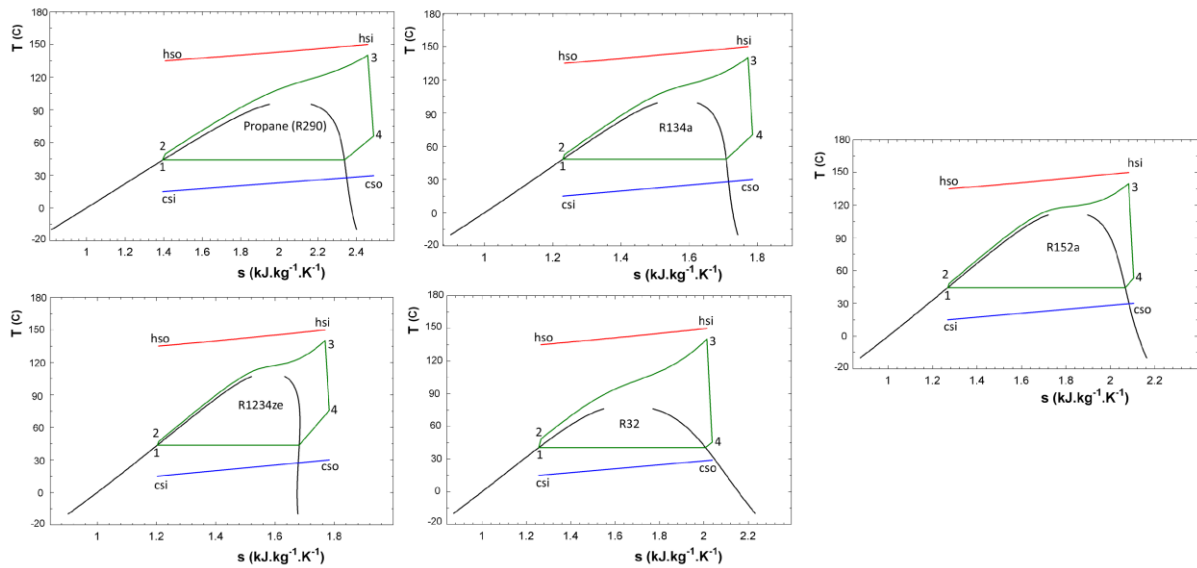 T (C)
180
150
120
90
60
30
0
-20
hso
hsi
3
Propane (R290)
2
1
4
csi
cso
1
1.2
1.4
1.6
1.8
2
2.2
2.4
s (kJ.kg-1.K-1)
T (C)
180
150
120
90
60
30
0
-20
hso
hsi
3
R134a
2
1
4
csi
cso
1
1.2
1.4
1.6
1.8
s (kJ.kg-1.K-1)
T (C)
180
150
120
90
60
30
0
-20
hso
hsi
3
R152a
2
1
4
csi
cso
1
1.2
1.4
1.6
1.8
2
2.2
s (kJ.kg-1.K-1)
T (C)
180
150
120
90
60
30
0
-20
hso
hsi
3
R1234ze
2
1
4
csi
cso
1
1.2
1.4
1.6
1.8
s (kJ.kg-1.K-1)
T (C)
180
150
120
90
60
30
0
-20
hso
hsi
3
R32
2
1
4
csi
cso
1
1.2
1.4
1.6
1.8
2
2.2
s (kJ.kg-1.K-1)